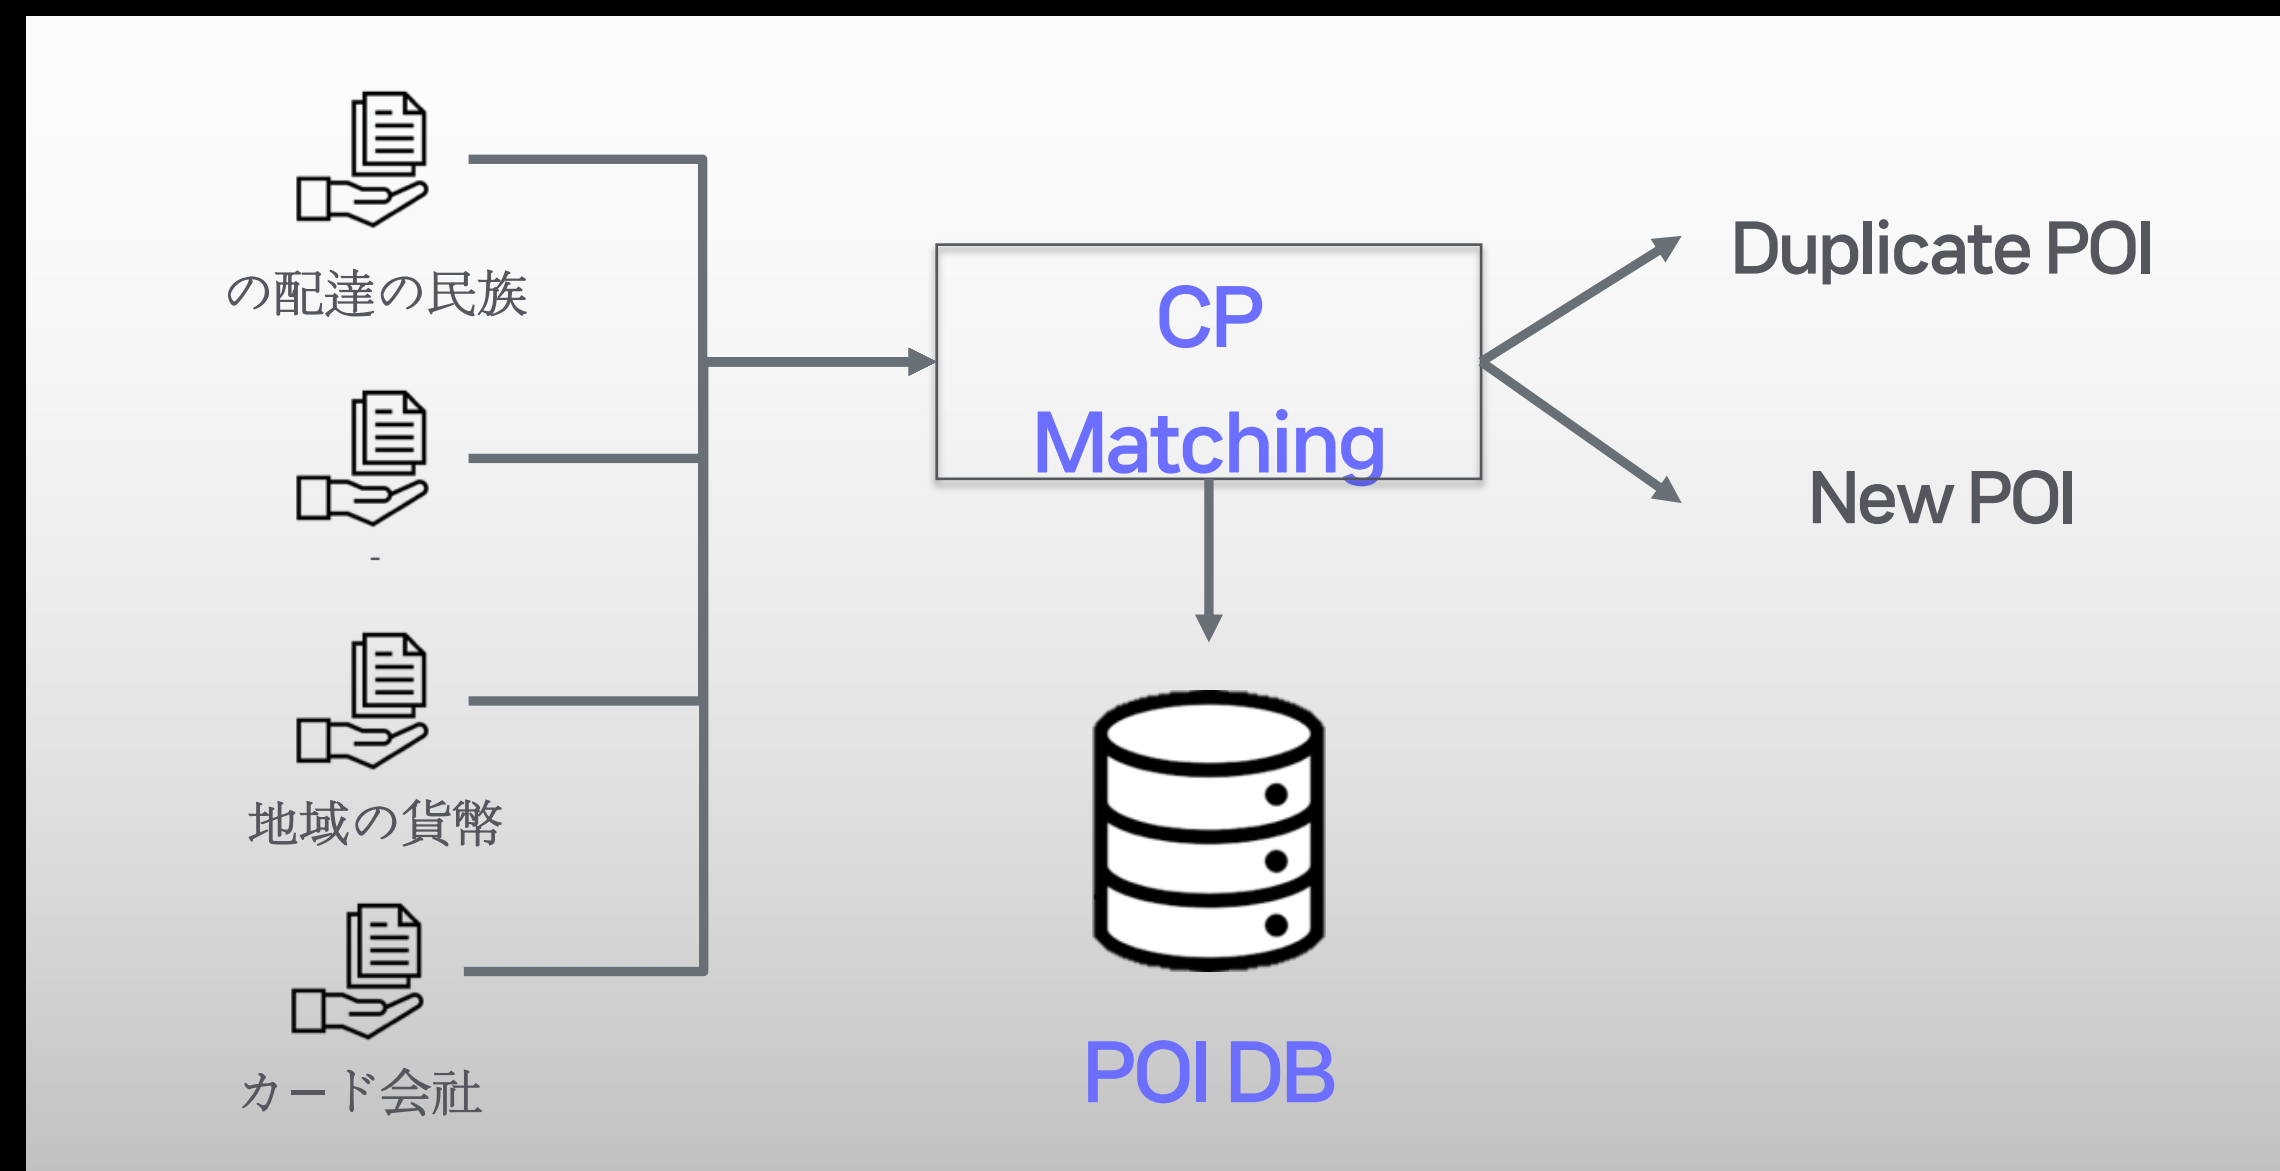 の配達の民族
-
地域の貨幣
カード会社
CP
Matching
POI DB
Duplicate POI
New POI